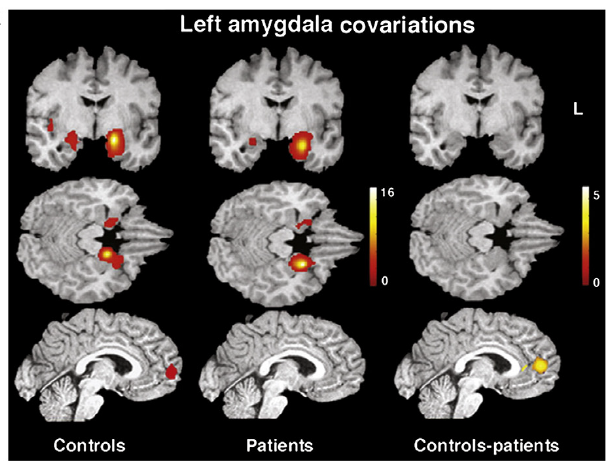 Left amygdala covariations
L
16
5
0
0
Controls
Patients
Controls-patients